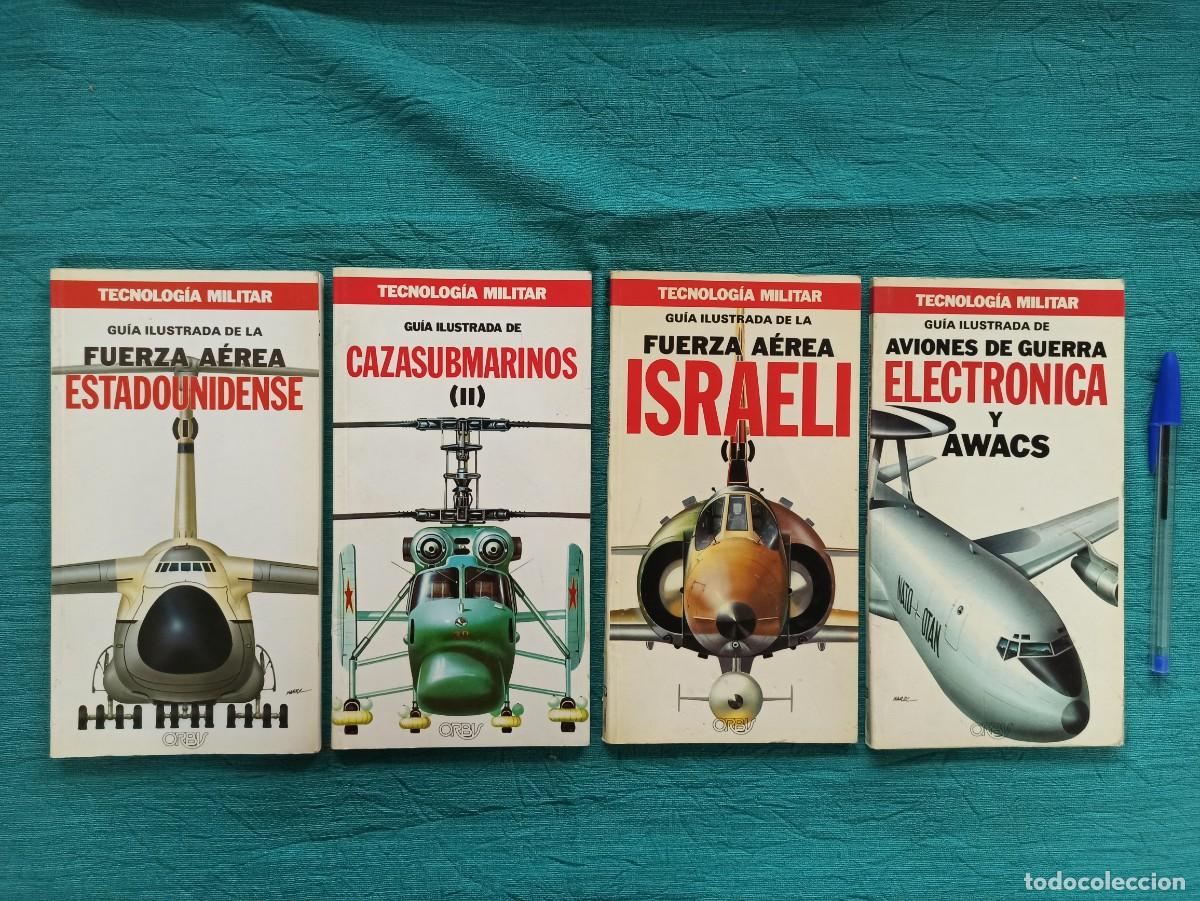 TECNOLOGÍA MILITAR
GUÍA ILUSTRADA DE LA
FUERZA AÉREA
ESTADOUNIDENSE
(I)
ORBIS
TECNOLOGÍA MILITAR
GUÍA ILUSTRADA DE
CAZASUBMARINOS
(II)
30
ORBIS
TECNOLOGÍA MILITAR
GUÍA ILUSTRADA DE LA
FUERZA AÉREA
ISRAELI
ORBIS
TECNOLOGÍA MILITAR
GUÍA ILUSTRADA DE
AVIONES DE GUERRA
ELECTRONICA
Y
AWACS
NATO OTAN
ORBIS
todocoleccion